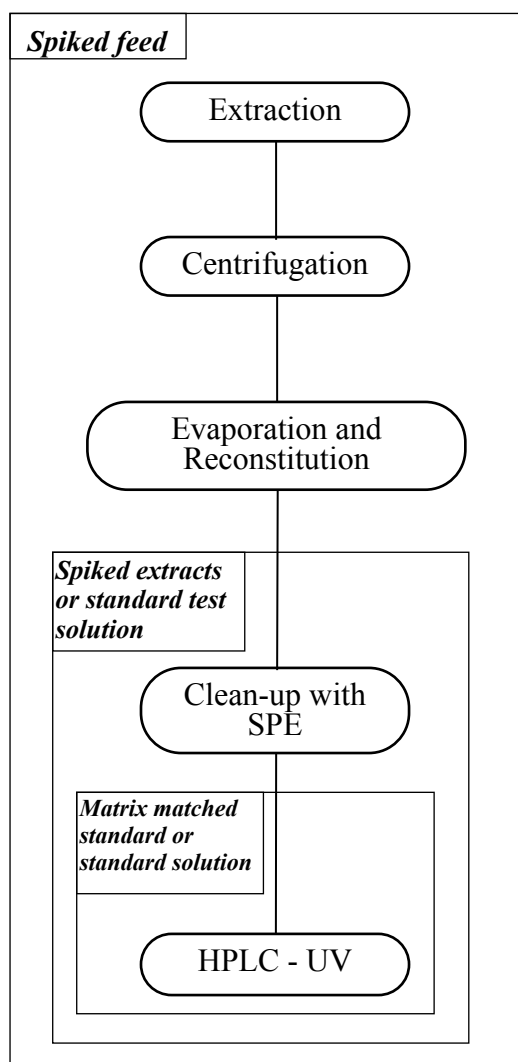 Spiked feed
Extraction
Centrifugation
Evaporation and
Reconstitution
Spiked extracts
or standard test
solution
Clean-up with
SPE
Matrix matched
standard or
standard solution
HPLC - UV